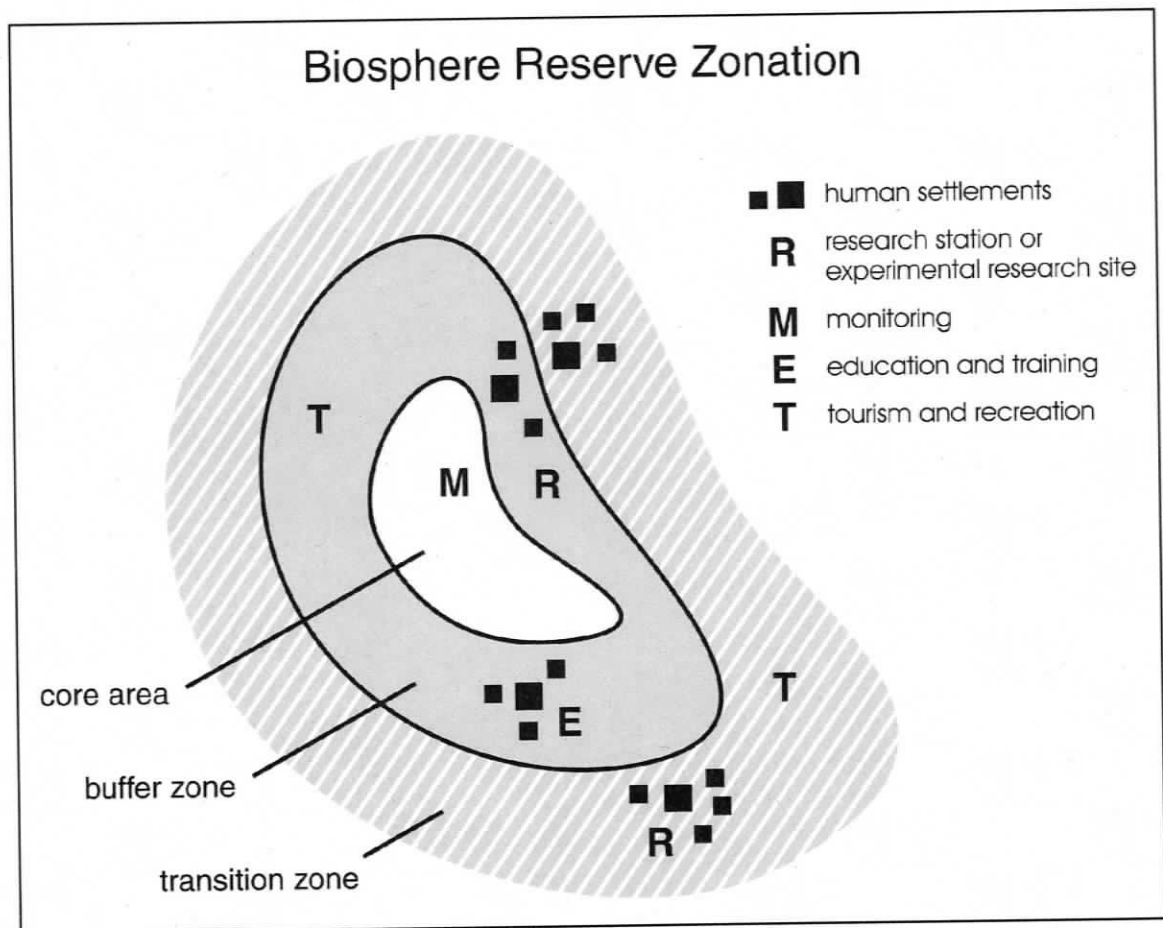 Biosphere Reserve Zonation
human settlements
R
research station or
experimental research site
M
monitoring
E
education and training
T
tourism and recreation
T
M
R
E
T
R
core area
buffer zone
transition zone